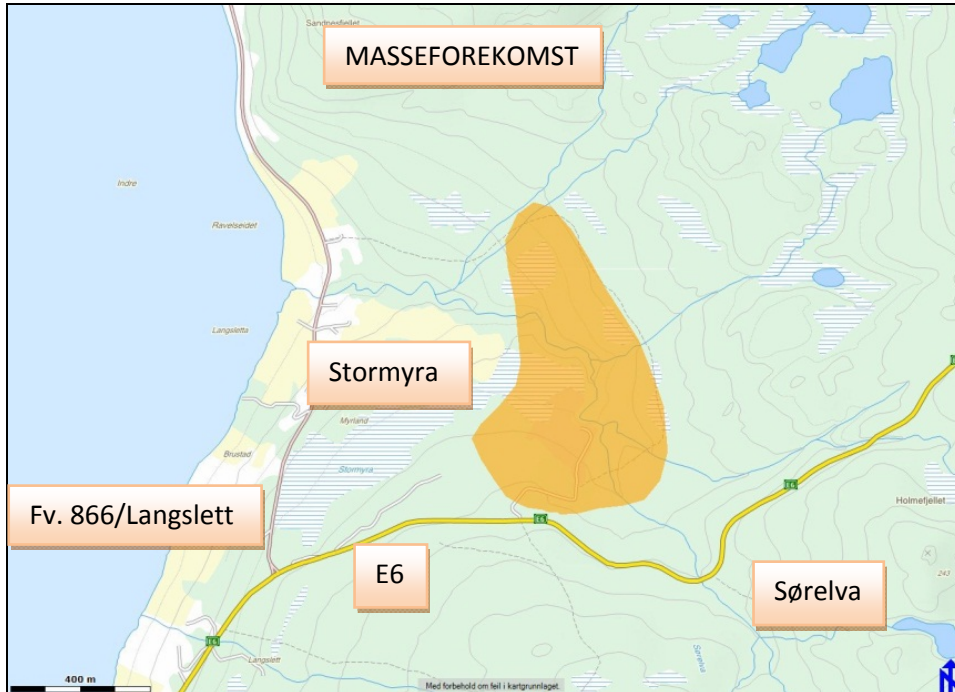 Sandnesfjellet
MASSEFOREKOMST
Indre
Ravelseidet
Langsletta
Stormyra
Myrland
Brustad
Stormyra
E6
Holmefjellet
Fv. 866/Langslett
E6
E6
243
Sørelva
E6
Langslett
Sørelva
400 m
Med forbehold om feil i kartgrunnlaget.
N